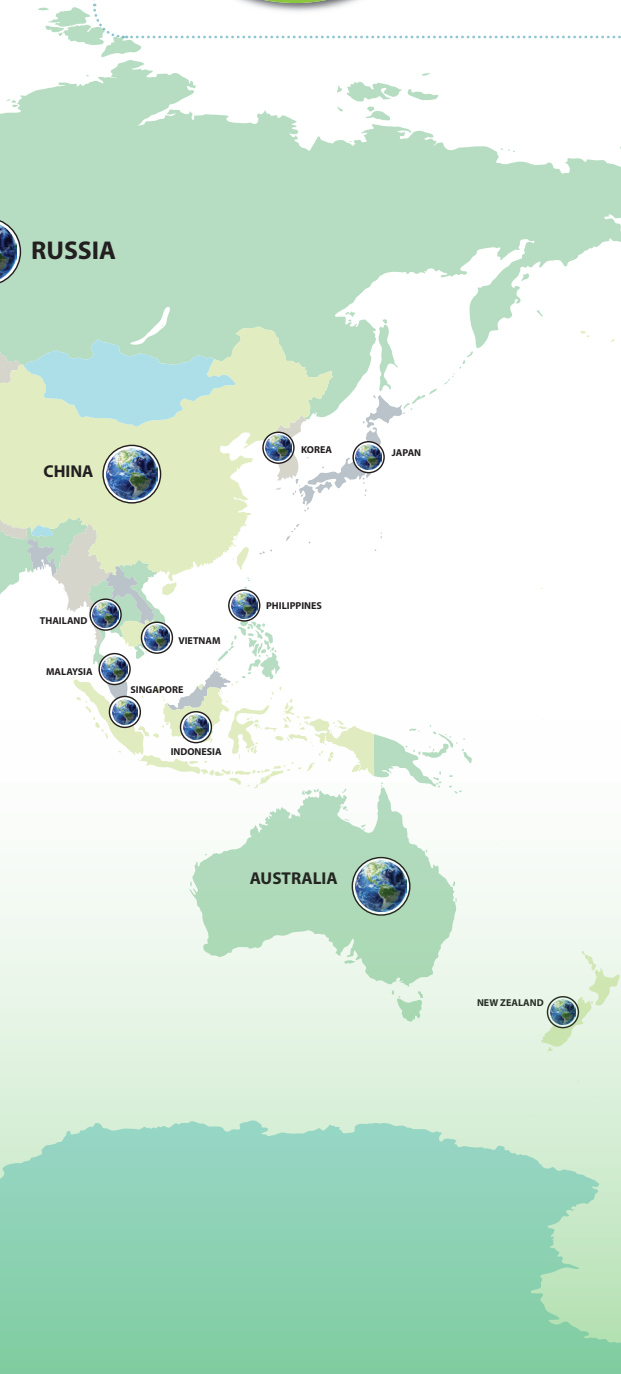 RUSSIA
KOREA
JAPAN
CHINA
PHILIPPINES
THAILAND
VIETNAM
MALAYSIA
SINGAPORE
INDONESIA
AUSTRALIA
NEW ZEALAND